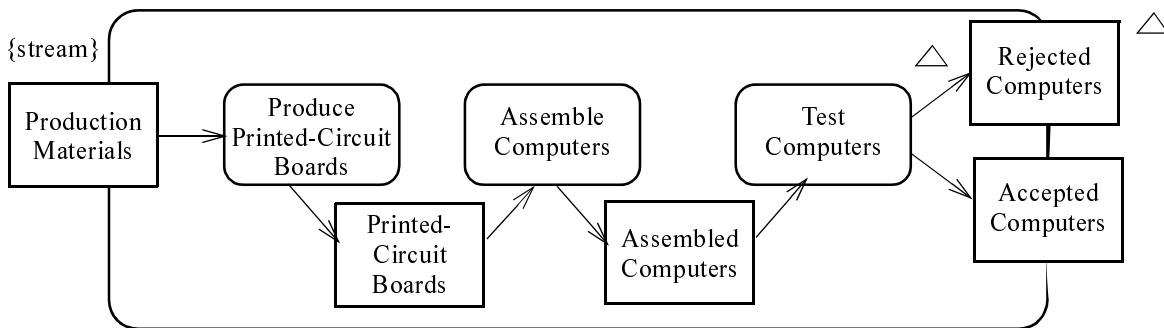 {stream}
Production
Materials
Produce
Printed-Circuit
Boards
Printed-
Circuit
Boards
Assemble
Computers
Assembled
Computers
Test
Computers
Rejected
Computers
Accepted
Computers